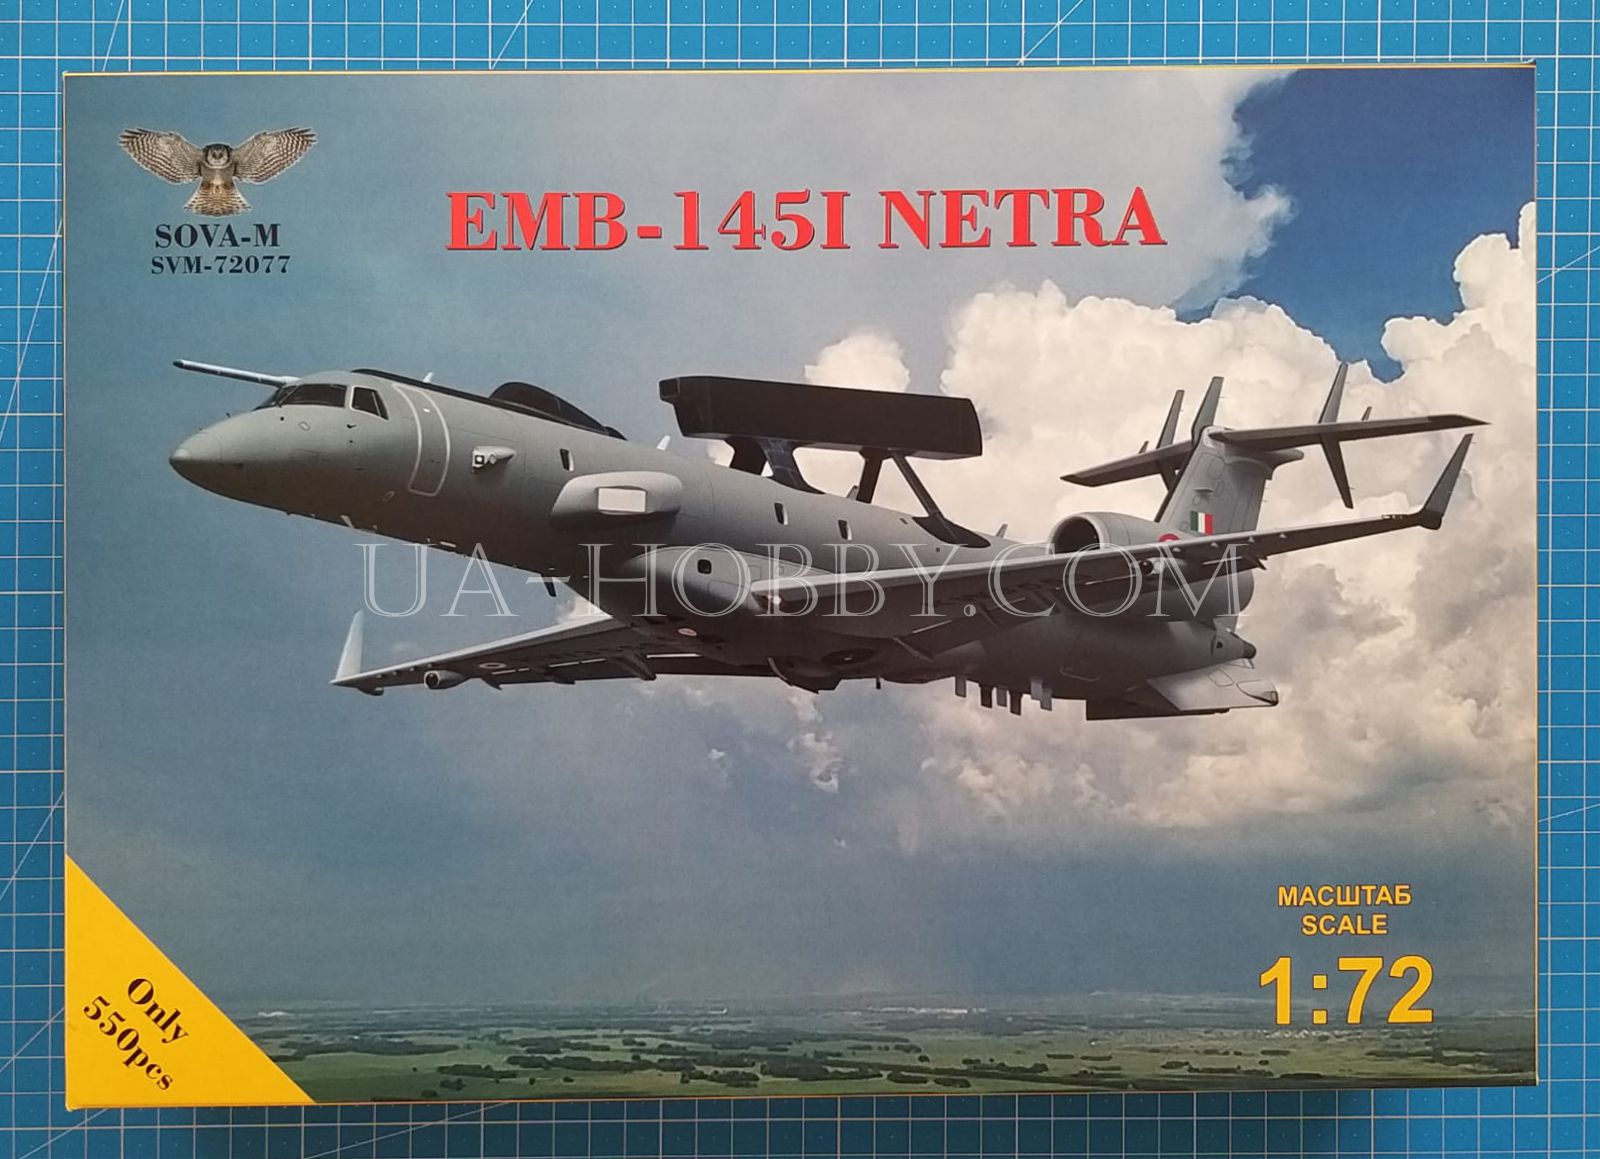 EMB-145I NETRA
SOVA-M
SVM-72077
UA-HOBBY.COM
МАСШТАБ
SCALE
1:72
Only
550pcs